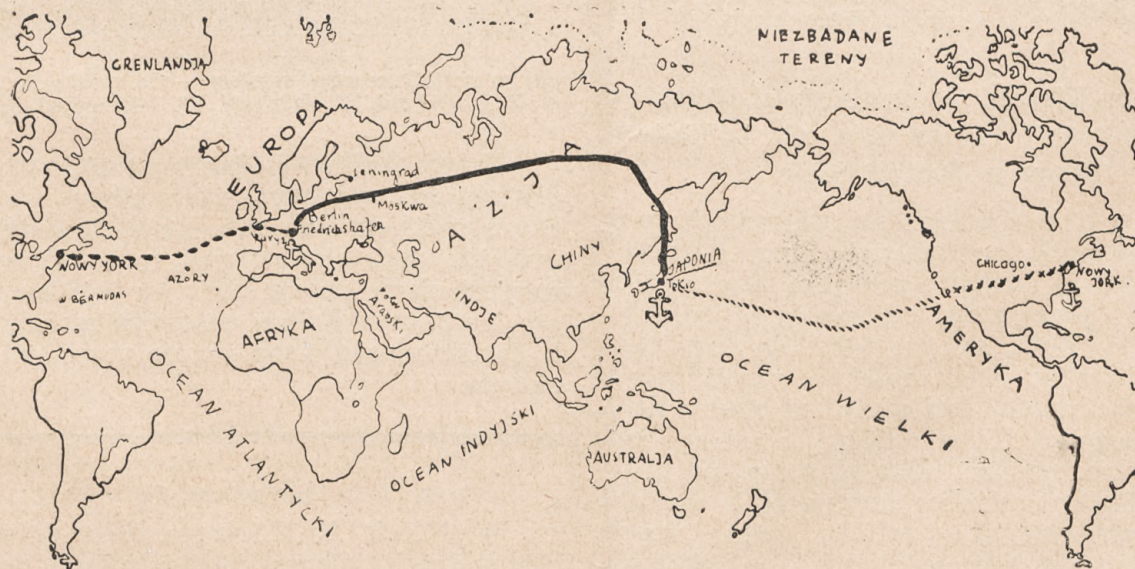 NIEZBADANE
TERENY
GRENLANDJA
EUROPA
Leningrad
Moskwa
Berlin
Friedrichshafen
AZJA
NOWY YORK
AZORY
BERMUDAS
CHINY
JAPONIA
Tokio
CHICAGO
NOWY
JORK
INDJE
AFRYKA
AMERYKA
OCEAN ATLANTYCKI
OCEAN INDYJSKI
OCEAN WIELKI
AUSTRALJA